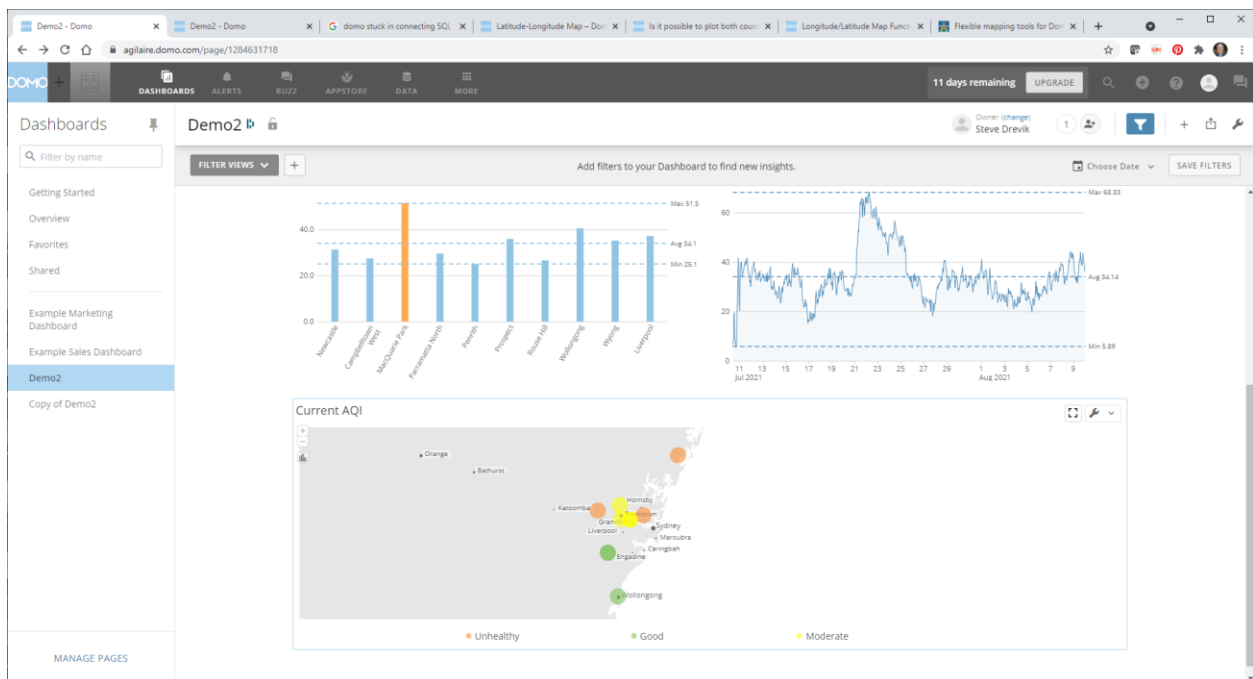 Demo2 - Domo
Demo2 - Domo
domo stuck in connecting SQL
Latitude-Longitude Map – Dom
Is it possible to plot both coun
Longitude/Latitude Map Functi
Flexible mapping tools for Dom
agilaire.domo.com/page/1284631718
DOMO
DASHBOARDS
ALERTS
BUZZ
APPSTORE
DATA
MORE
11 days remaining
UPGRADE
Dashboards
Demo2
Owner (change)
Steve Drevik
1
Filter by name
FILTER VIEWS
Add filters to your Dashboard to find new insights.
Choose Date
SAVE FILTERS
Getting Started
Overview
Favorites
Shared
Example Marketing
Dashboard
Example Sales Dashboard
Demo2
Copy of Demo2
MANAGE PAGES
Max 51.5
40.0
Avg 34.1
Min 25.1
20.0
0.0
Newcastle
Campbelltown
West
MacQuarie Park
Parramatta North
Penrith
Prospect
Rouse Hill
Wollongong
Wyong
Liverpool
Max 68.33
60
40
Avg 34.14
20
Min 5.89
0
11 13 15 17 19 21 23 25 27 29 1 3 5 7 9
Jul 2021 Aug 2021
Current AQI
Orange
Bathurst
Katoomba
Hornsby
Liverpool
Sydney
Maroubra
Caringbah
Engadine
Wollongong
Unhealthy
Good
Moderate